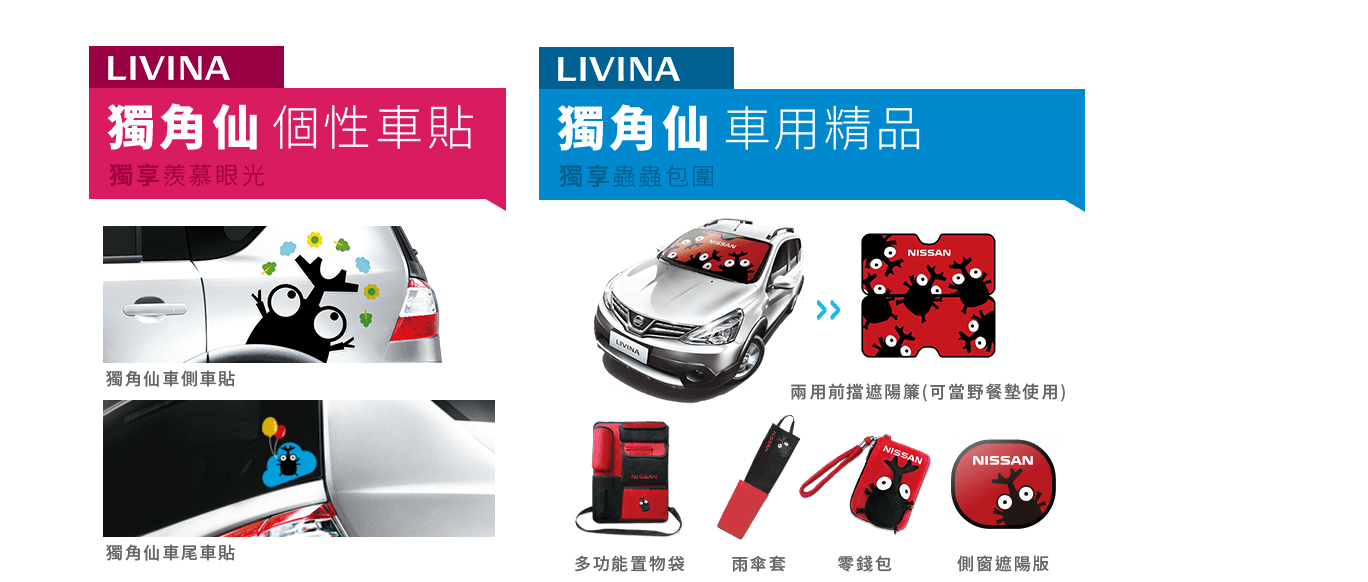 LIVINA
獨角仙 個性車貼
獨享羨慕眼光
獨角仙車側車貼
獨角仙車尾車貼
LIVINA
獨角仙 車用精品
獨享蟲蟲包圍
NISSAN
LIVINA
NISSAN
兩用前擋遮陽簾(可當野餐墊使用)
NISSAN
NISSAN
NISSAN
NISSAN
多功能置物袋
雨傘套
零錢包
側窗遮陽版